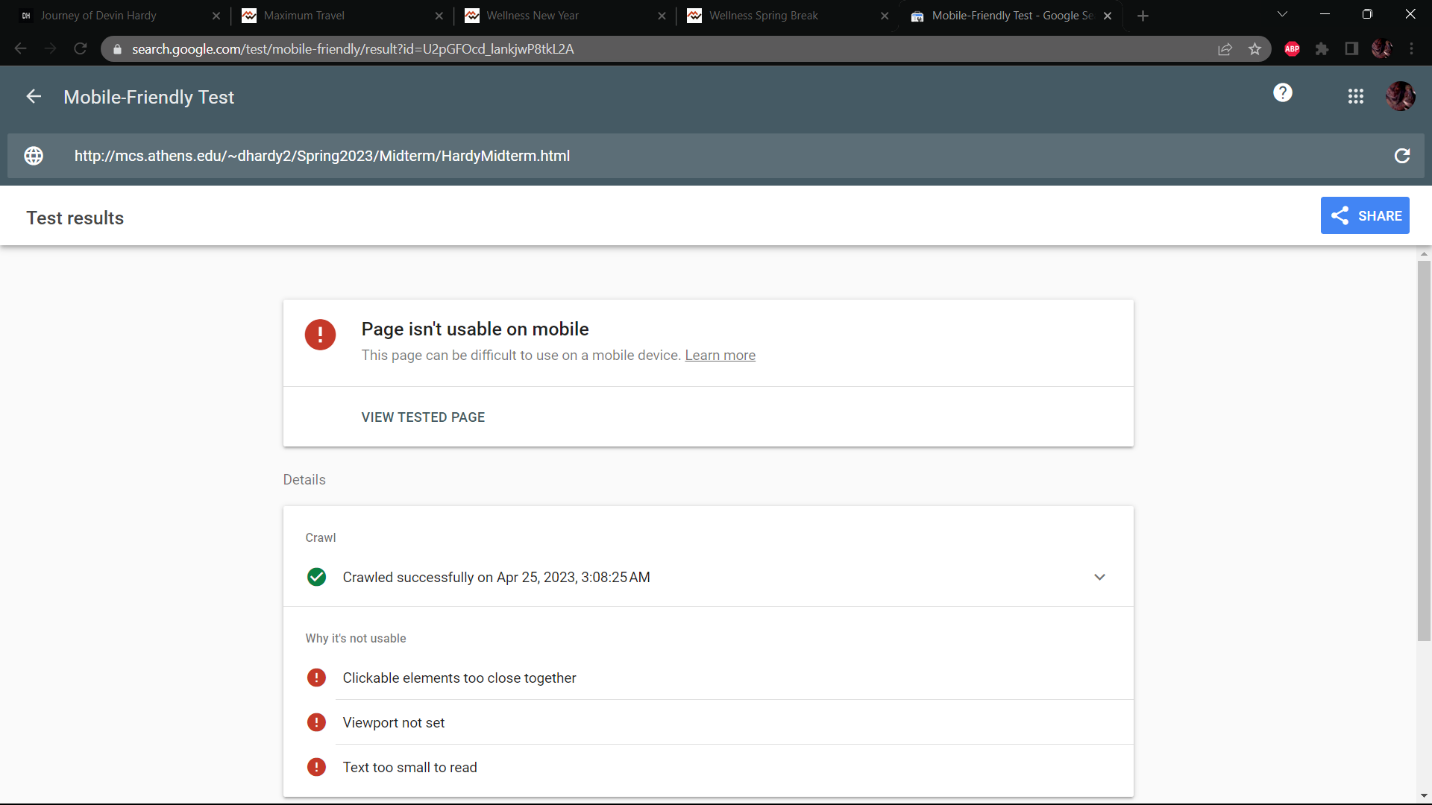 DH Journey of Devin Hardy
Maximum Travel
Wellness New Year
Wellness Spring Break
Mobile-Friendly Test - Google Se
search.google.com/test/mobile-friendly/result?id=U2pGFOcd_lankjwP8tkL2A
ABP
Mobile-Friendly Test
http://mcs.athens.edu/~dhardy2/Spring2023/Midterm/HardyMidterm.html
Test results
SHARE
Page isn't usable on mobile
This page can be difficult to use on a mobile device. Learn more
VIEW TESTED PAGE
Details
Crawl
Crawled successfully on Apr 25, 2023, 3:08:25 AM
Why it's not usable
Clickable elements too close together
Viewport not set
Text too small to read